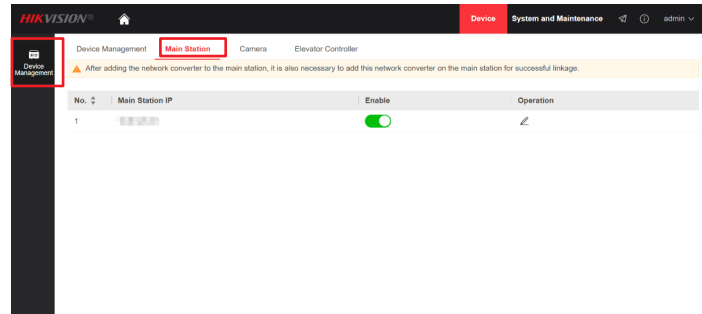 HIKVISION®
Device
System and Maintenance
admin
Device Management
Device Management
Main Station
Camera
Elevator Controller
After adding the network converter to the main station, it is also necessary to add this network converter on the main station for successful linkage.
No.
Main Station IP
Enable
Operation
1